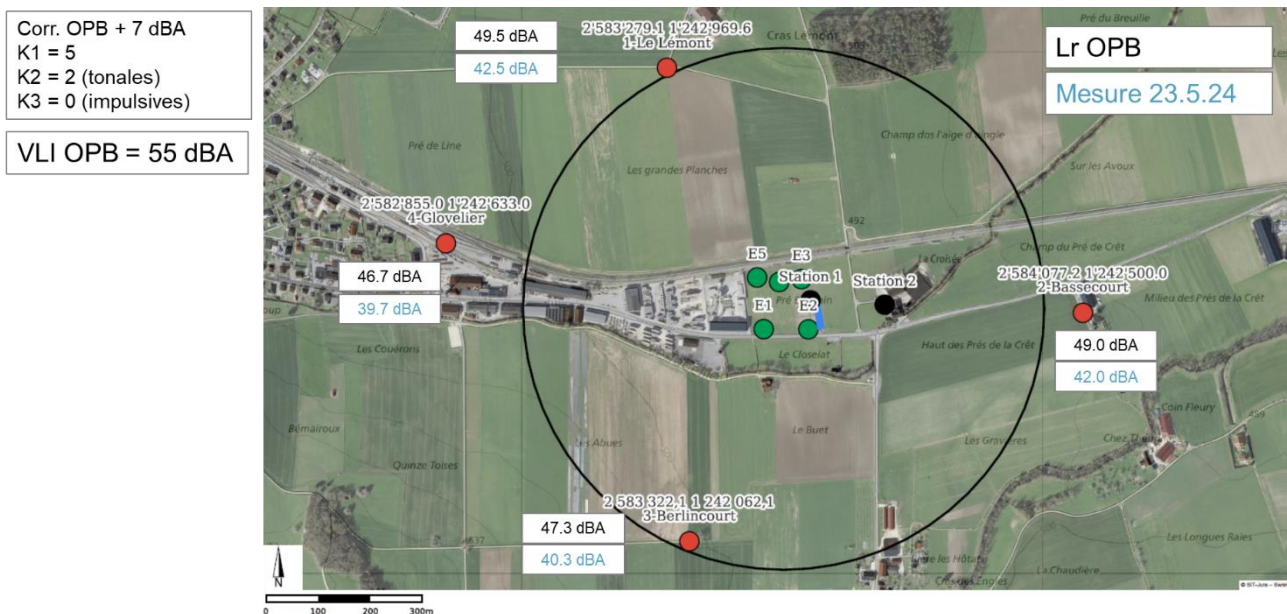 Corr. OPB + 7 dBA
K1 = 5
K2 = 2 (tonales)
K3 = 0 (impulsives)
VLI OPB = 55 dBA
Lr OPB
Mesure 23.5.24
2'583'279.1 1'242'969.6
1-Le Lémont
49.5 dBA
42.5 dBA
Cras Lémont
Pré du Breuille
Pré de Line
Les grandes Planches
Champ dos l'aige d'aingle
Sur les Avoux
2'582'855.0 1'242'633.0
4-Glovelier
46.7 dBA
39.7 dBA
492
E5
E3
Station 1
Station 2
E1
E2
La Croisée
Champ du Pré de Crêt
2'584'077.2 1'242'500.0
2-Bassecourt
49.0 dBA
42.0 dBA
Milieu des Prés de la Crêt
Haut des Prés de la Crêt
Le Closelat
Les Couérons
Bémairoux
Quinze Toises
Les Abues
Le Buet
Les Gravières
Coin Fleury
489
2 583 322,1 1 242 062,1
3-Berlincourt
47.3 dBA
40.3 dBA
Les Longues Raies
La Chaudière
N
0 100 200 300m